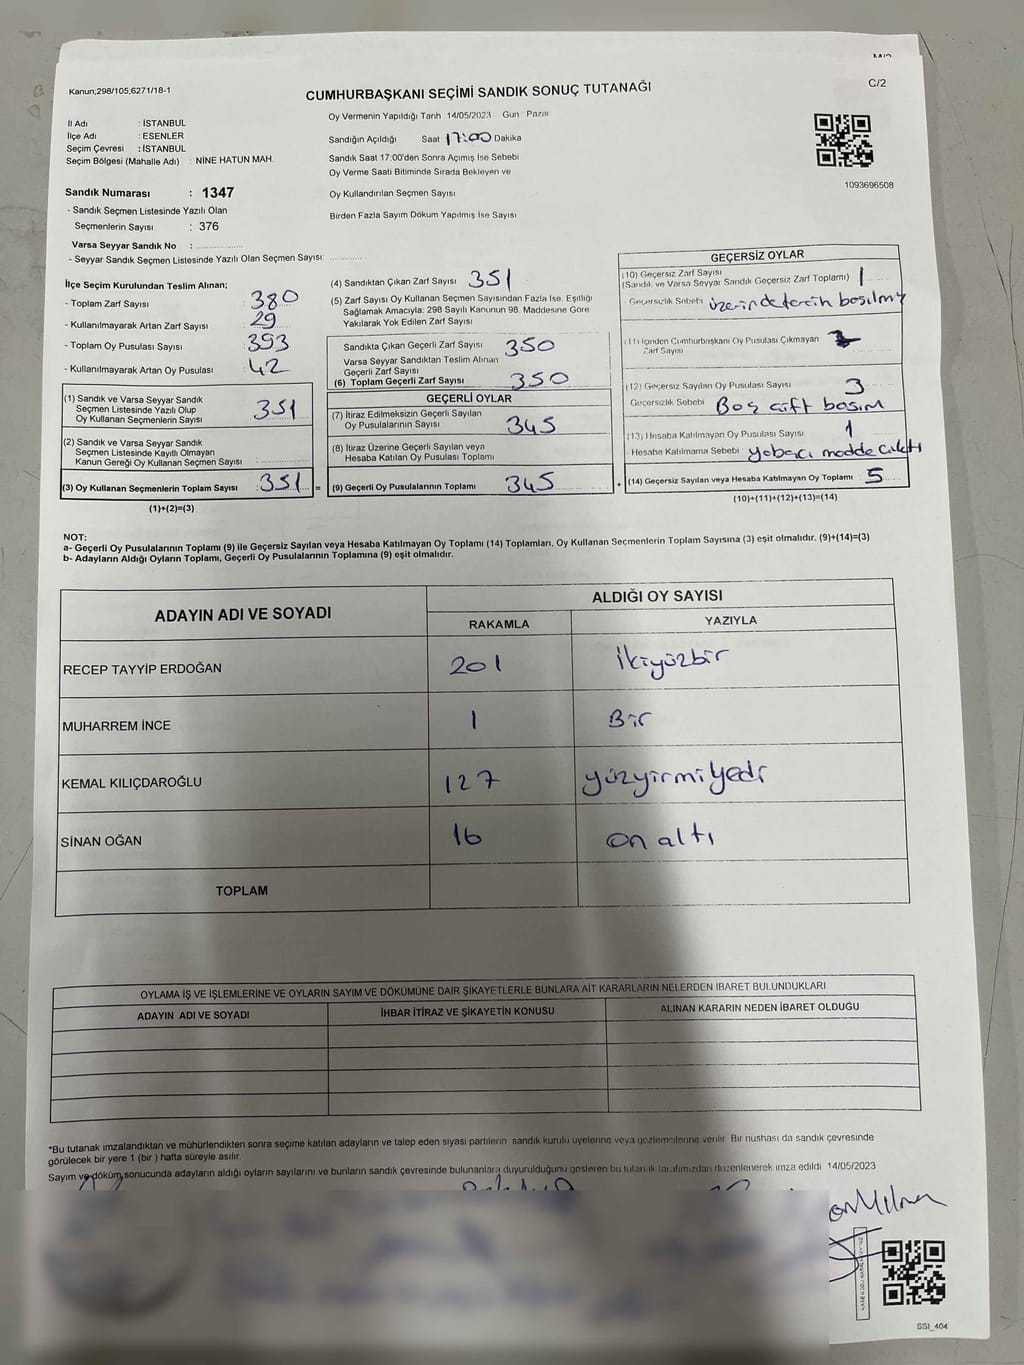 Kanun;298/105;6271/18-1
CUMHURBAŞKANI SEÇİMİ SANDIK SONUÇ TUTANAĞI
C/2
İl Adı : İSTANBUL
İlçe Adı : ESENLER
Seçim Çevresi : İSTANBUL
Seçim Bölgesi (Mahalle Adı) : NİNE HATUN MAH.
Sandık Numarası : 1347
- Sandık Seçmen Listesinde Yazılı Olan
Seçmenlerin Sayısı : 376
Varsa Seyyar Sandık No :
- Seyyar Sandık Seçmen Listesinde Yazılı Olan Seçmen Sayısı:
Oy Vermenin Yapıldığı Tarih 14/05/2023 Gün Pazar
Sandığın Açıldığı Saat 17:00 Dakika
Sandık Saat 17:00'den Sonra Açımış İse Sebebi
Oy Verme Saati Bitiminde Sırada Bekleyen ve
Oy Kullandırılan Seçmen Sayısı
Birden Fazla Sayım Döküm Yapılmış İse Sayısı
1093696508
İlçe Seçim Kurulundan Teslim Alınan;
- Toplam Zarf Sayısı : 380
- Kullanılmayarak Artan Zarf Sayısı : 29
- Toplam Oy Pusulası Sayısı : 393
- Kullanılmayarak Artan Oy Pusulası : 42
(1) Sandık ve Varsa Seyyar Sandık
Seçmen Listesinde Yazılı Olup
Oy Kullanan Seçmenlerin Sayısı : 351
(2) Sandık ve Varsa Seyyar Sandık
Seçmen Listesinde Kayıtlı Olmayan
Kanun Gereği Oy Kullanan Seçmen Sayısı :
(3) Oy Kullanan Seçmenlerin Toplam Sayısı : 351 =
(1)+(2)=(3)
(4) Sandıktan Çıkan Zarf Sayısı 351
(5) Zarf Sayısı Oy Kullanan Seçmen Sayısından Fazla İse, Eşitliği
Sağlamak Amacıyla; 298 Sayılı Kanunun 98. Maddesine Göre
Yakılarak Yok Edilen Zarf Sayısı
Sandıkta Çıkan Geçerli Zarf Sayısı 350
Varsa Seyyar Sandıktan Teslim Alınan
Geçerli Zarf Sayısı
(6) Toplam Geçerli Zarf Sayısı 350
GEÇERLİ OYLAR
(7) İtiraz Edilmeksizin Geçerli Sayılan
Oy Pusulalarının Sayısı 345
(8) İtiraz Üzerine Geçerli Sayılan veya
Hesaba Katılan Oy Pusulası Toplamı
(9) Geçerli Oy Pusulalarının Toplamı 345 +
GEÇERSİZ OYLAR
(10) Geçersiz Zarf Sayısı
(Sandık ve Varsa Seyyar Sandık Geçersiz Zarf Toplamı) 1
Geçersizlik Sebebi üzerinde tercih basılmış
(11) İçinden Cumhurbaşkanı Oy Pusulası Çıkmayan
Zarf Sayısı
(12) Geçersiz Sayılan Oy Pusulası Sayısı 3
Geçersizlik Sebebi Boş çift basım
(13) Hesaba Katılmayan Oy Pusulası Sayısı 1
Hesaba Katılmama Sebebi yabacı madde çıktı
(14) Geçersiz Sayılan veya Hesaba Katılmayan Oy Toplamı 5
(10)+(11)+(12)+(13)=(14)
NOT:
a- Geçerli Oy Pusulalarının Toplamı (9) ile Geçersiz Sayılan veya Hesaba Katılmayan Oy Toplamı (14) Toplamları, Oy Kullanan Seçmenlerin Toplam Sayısına (3) eşit olmalıdır. (9)+(14)=(3)
b- Adayların Aldığı Oyların Toplamı, Geçerli Oy Pusulalarının Toplamına (9) eşit olmalıdır.
ADAYIN ADI VE SOYADI
ALDIĞI OY SAYISI
RAKAMLA YAZIYLA
RECEP TAYYİP ERDOĞAN 201 ikiyüzbir
MUHARREM İNCE 1 Bir
KEMAL KILIÇDAROĞLU 127 yüzyirmiyedi
SİNAN OĞAN 16 on altı
TOPLAM
OYLAMA İŞ VE İŞLEMLERİNE VE OYLARIN SAYIM VE DÖKÜMÜNE DAİR ŞİKAYETLERLE BUNLARA AİT KARARLARIN NELERDEN İBARET BULUNDUKLARI
ADAYIN ADI VE SOYADI İHBAR İTİRAZ VE ŞİKAYETİN KONUSU ALINAN KARARIN NEDEN İBARET OLDUĞU
*Bu tutanak imzalandıktan ve mühürlendikten sonra seçime katılan adayların ve talep eden siyasi partilerin sandık kurulu üyelerine veya gözlemcilerine verilir. Bir nushası da sandık çevresinde
görülecek bir yere 1 (bir ) hafta süreyle asılır.
Sayım ve döküm sonucunda adayların aldığı oyların sayılarını ve bunların sandık çevresinde bulunanlara duyurulduğunu gösteren bu tutanak tarafımızdan düzenlenerek imza edildi 14/05/2023
SSI_404